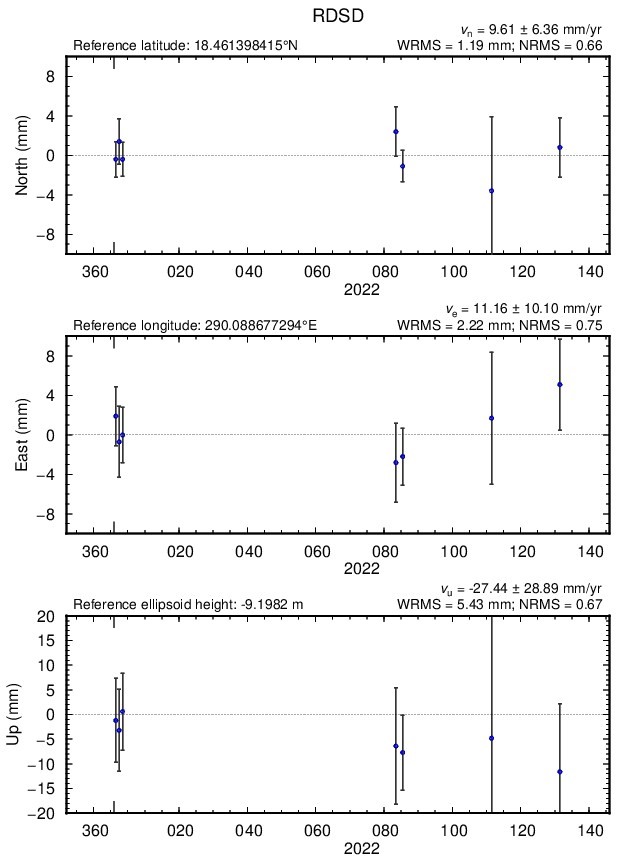 RDSD
vn = 9.61 ± 6.36 mm/yr
Reference latitude: 18.461398415°N WRMS = 1.19 mm; NRMS = 0.66
8
4
0
−4
−8
North (mm)
360 020 040 060 080 100 120 140
2022
ve = 11.16 ± 10.10 mm/yr
Reference longitude: 290.088677294°E WRMS = 2.22 mm; NRMS = 0.75
8
4
0
−4
−8
East (mm)
360 020 040 060 080 100 120 140
2022
vu = -27.44 ± 28.89 mm/yr
Reference ellipsoid height: -9.1982 m WRMS = 5.43 mm; NRMS = 0.67
20
15
10
5
0
−5
−10
−15
−20
Up (mm)
360 020 040 060 080 100 120 140
2022